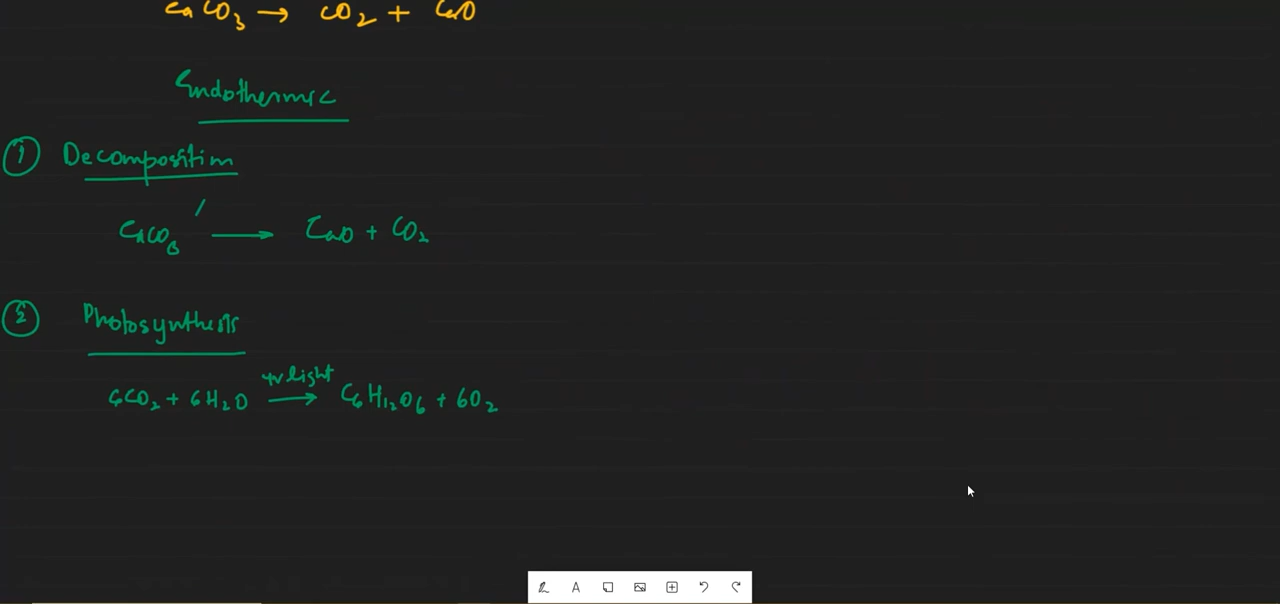 CaCO3 → CO2 + CaO
Endothermic
① Decomposition
CaCO3 → CaO + CO2
② Photosynthesis
6CO2 + 6H2O → C6H12O6 + 6O2
light
A